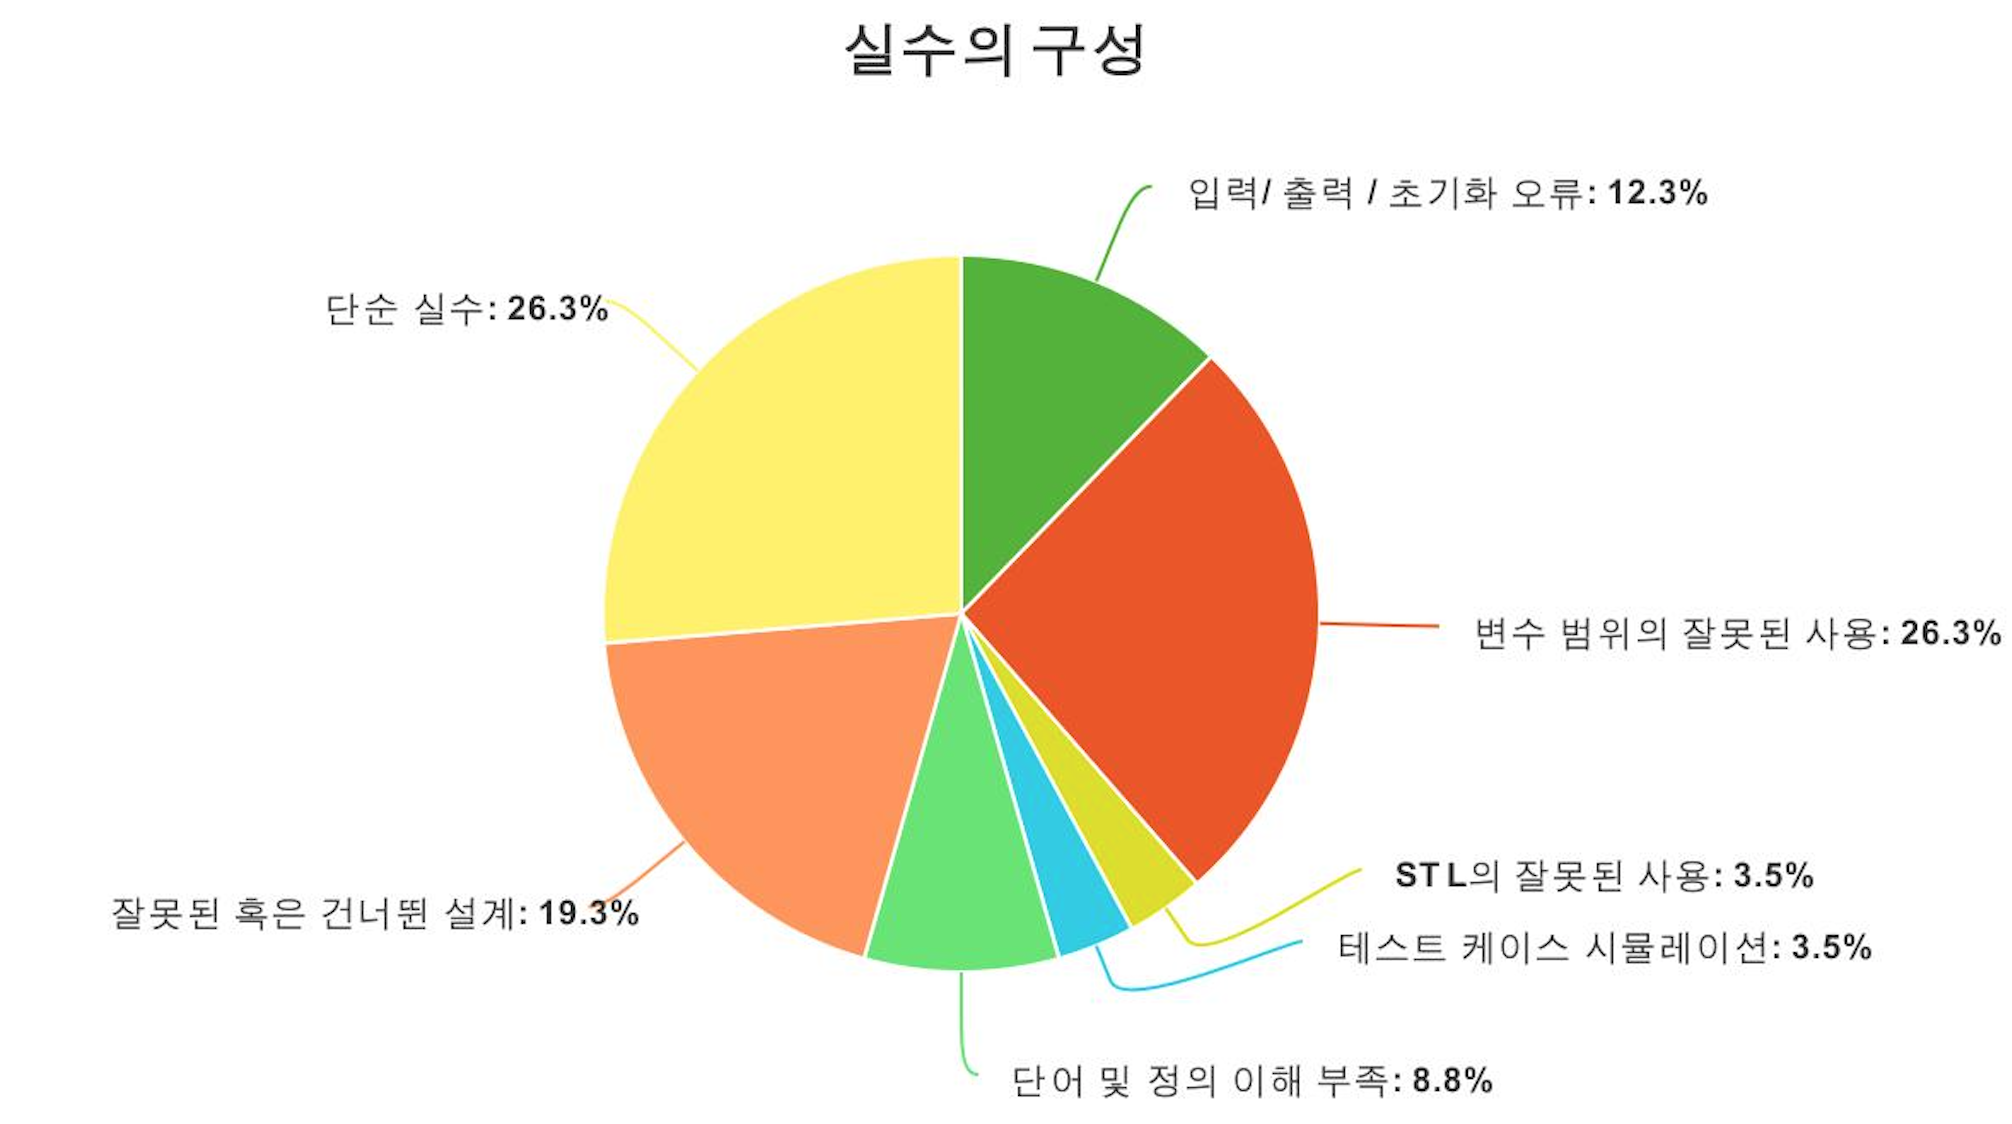 실수의 구성
입력/ 출력 / 초기화 오류: 12.3%
단순 실수: 26.3%
변수 범위의 잘못된 사용: 26.3%
STL의 잘못된 사용: 3.5%
잘못된 혹은 건너뛴 설계: 19.3%
테스트 케이스 시뮬레이션: 3.5%
단어 및 정의 이해 부족: 8.8%